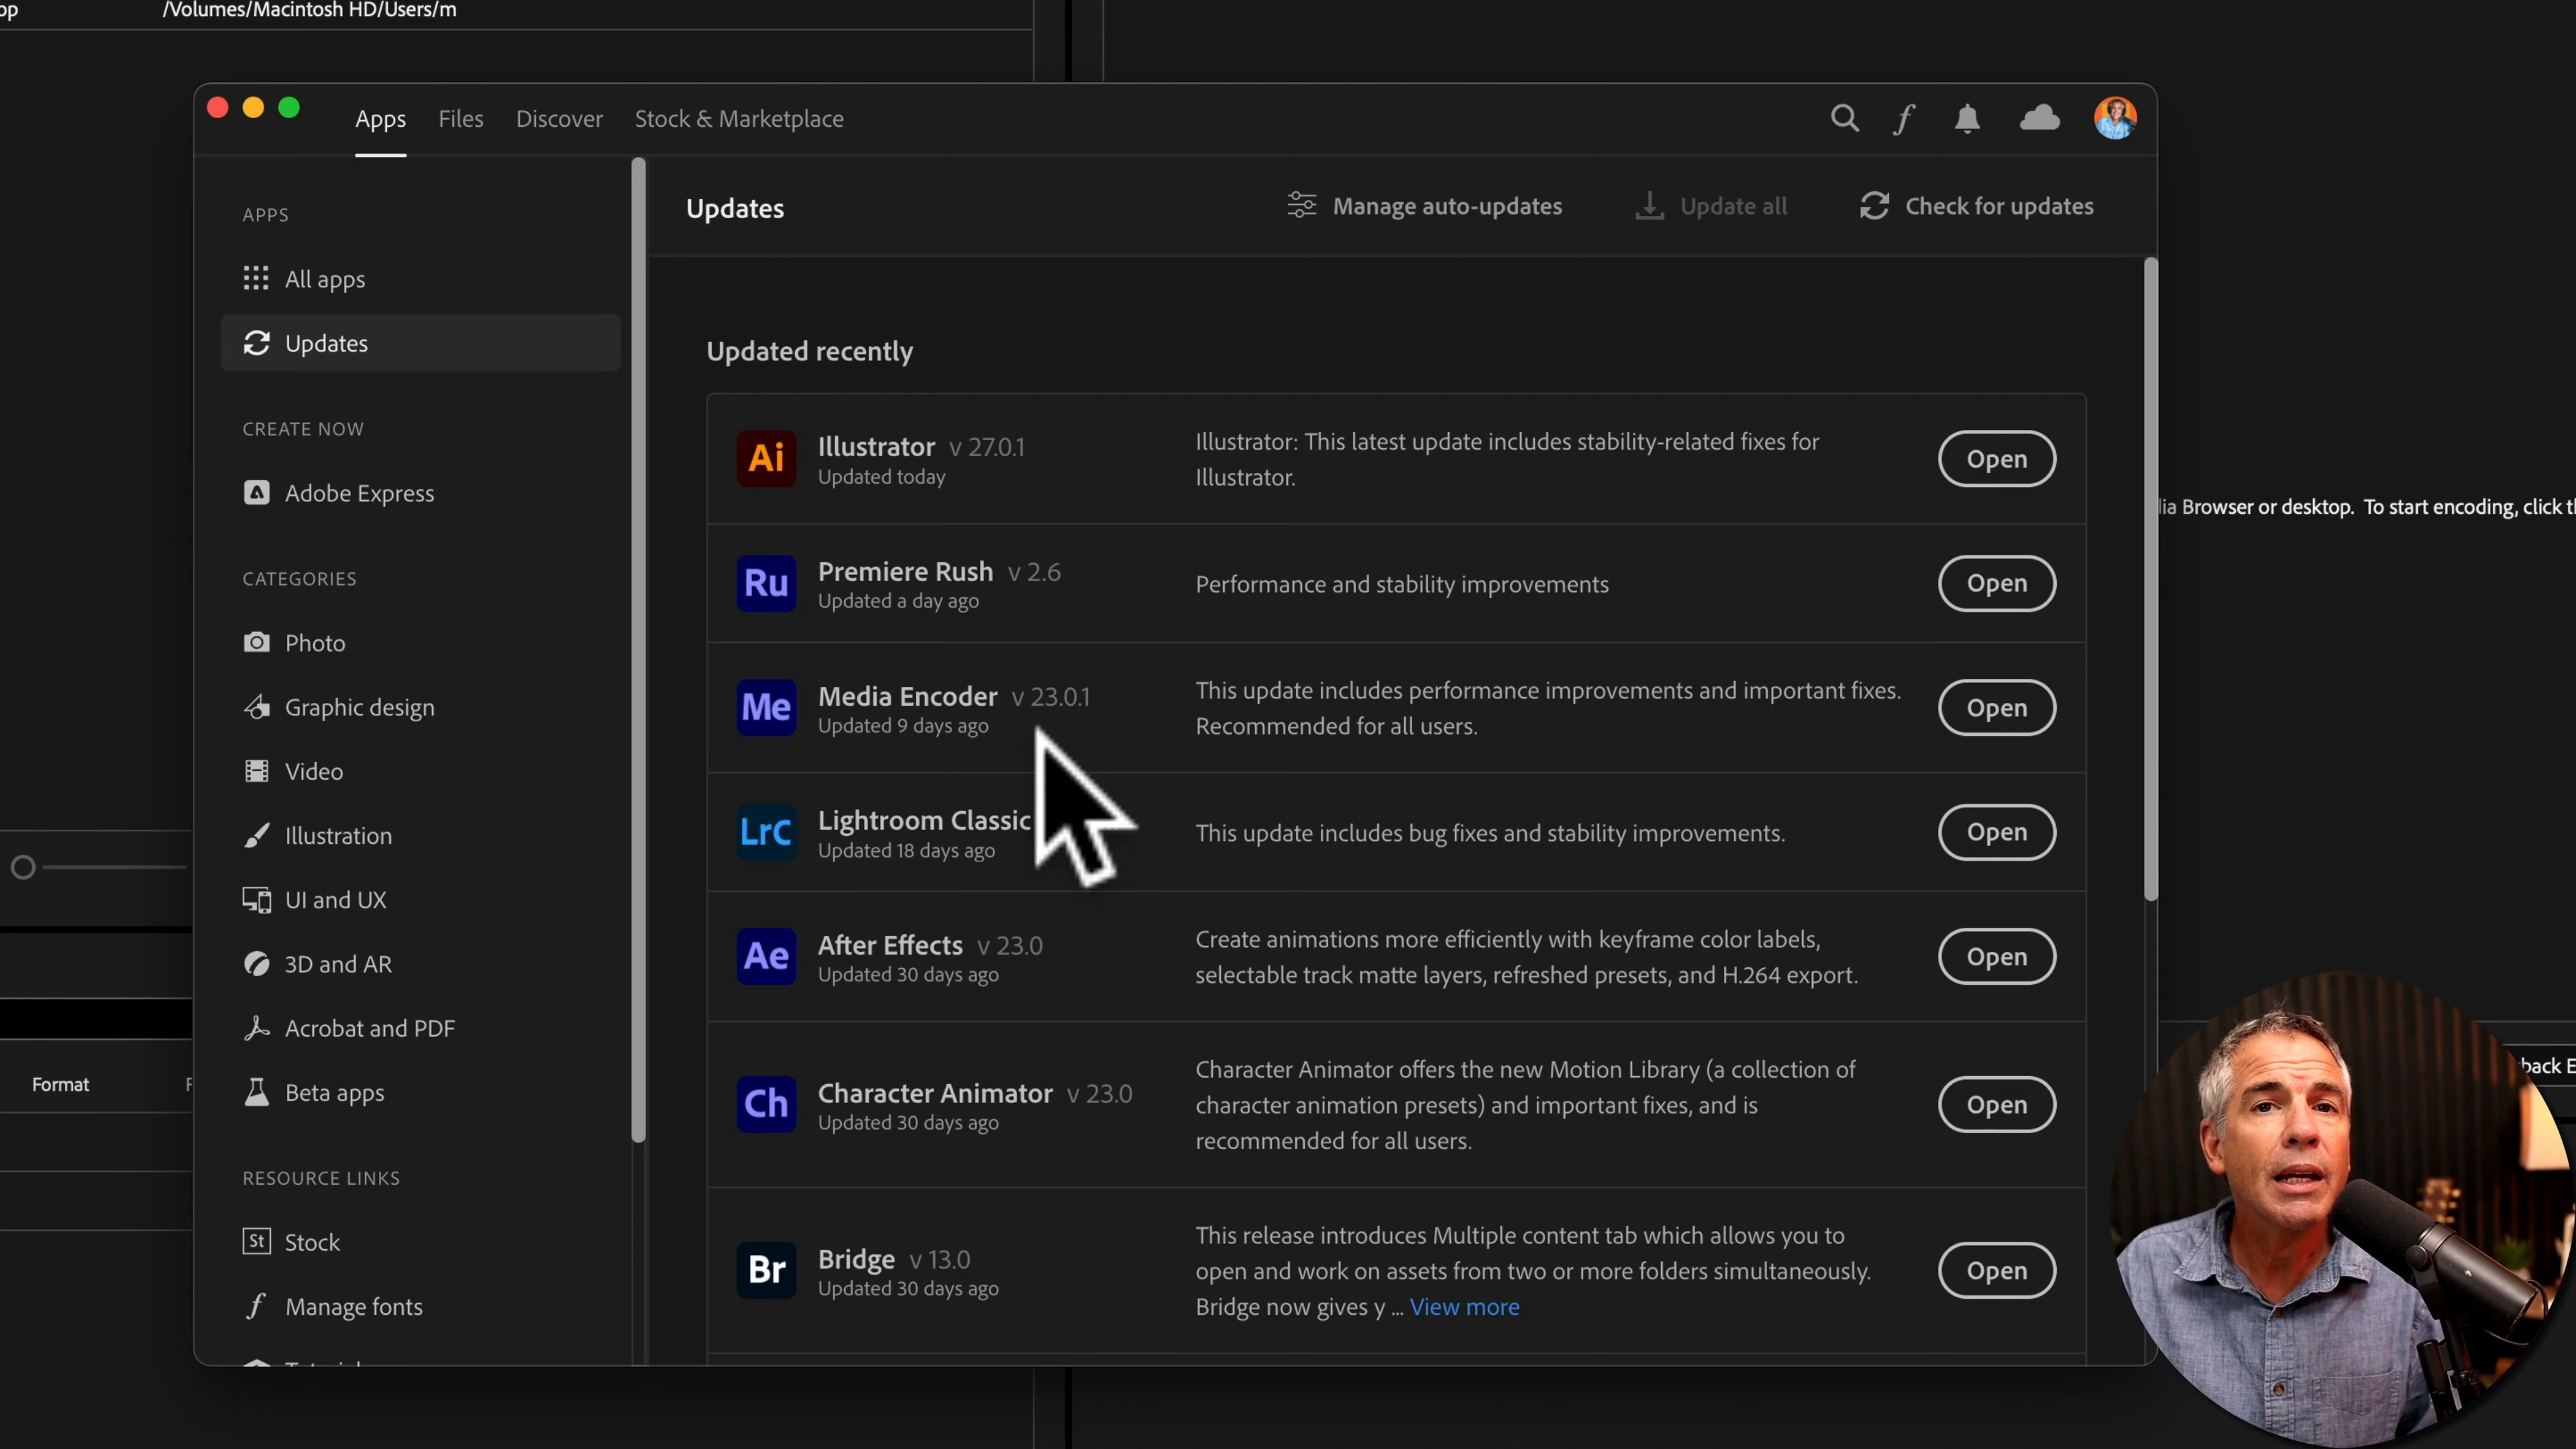 /Volumes/Macintosh HD/Users/m
Apps
Files
Discover
Stock & Marketplace
APPS
All apps
Updates
CREATE NOW
Adobe Express
CATEGORIES
Photo
Graphic design
Video
Illustration
UI and UX
3D and AR
Acrobat and PDF
Beta apps
RESOURCE LINKS
St Stock
Manage fonts
Updates
Manage auto-updates
Update all
Check for updates
Updated recently
Ai
Illustrator v 27.0.1
Updated today
Illustrator: This latest update includes stability-related fixes for
Illustrator.
Open
Ru
Premiere Rush v 2.6
Updated a day ago
Performance and stability improvements
Open
Me
Media Encoder v 23.0.1
Updated 9 days ago
This update includes performance improvements and important fixes.
Recommended for all users.
Open
LrC
Lightroom Classic
Updated 18 days ago
This update includes bug fixes and stability improvements.
Open
Ae
After Effects v 23.0
Updated 30 days ago
Create animations more efficiently with keyframe color labels,
selectable track matte layers, refreshed presets, and H.264 export.
Open
Ch
Character Animator v 23.0
Updated 30 days ago
Character Animator offers the new Motion Library (a collection of
character animation presets) and important fixes, and is
recommended for all users.
Open
Br
Bridge v 13.0
Updated 30 days ago
This release introduces Multiple content tab which allows you to
open and work on assets from two or more folders simultaneously.
Bridge now gives y ... View more
Open
Browser or desktop. To start encoding, click
Format